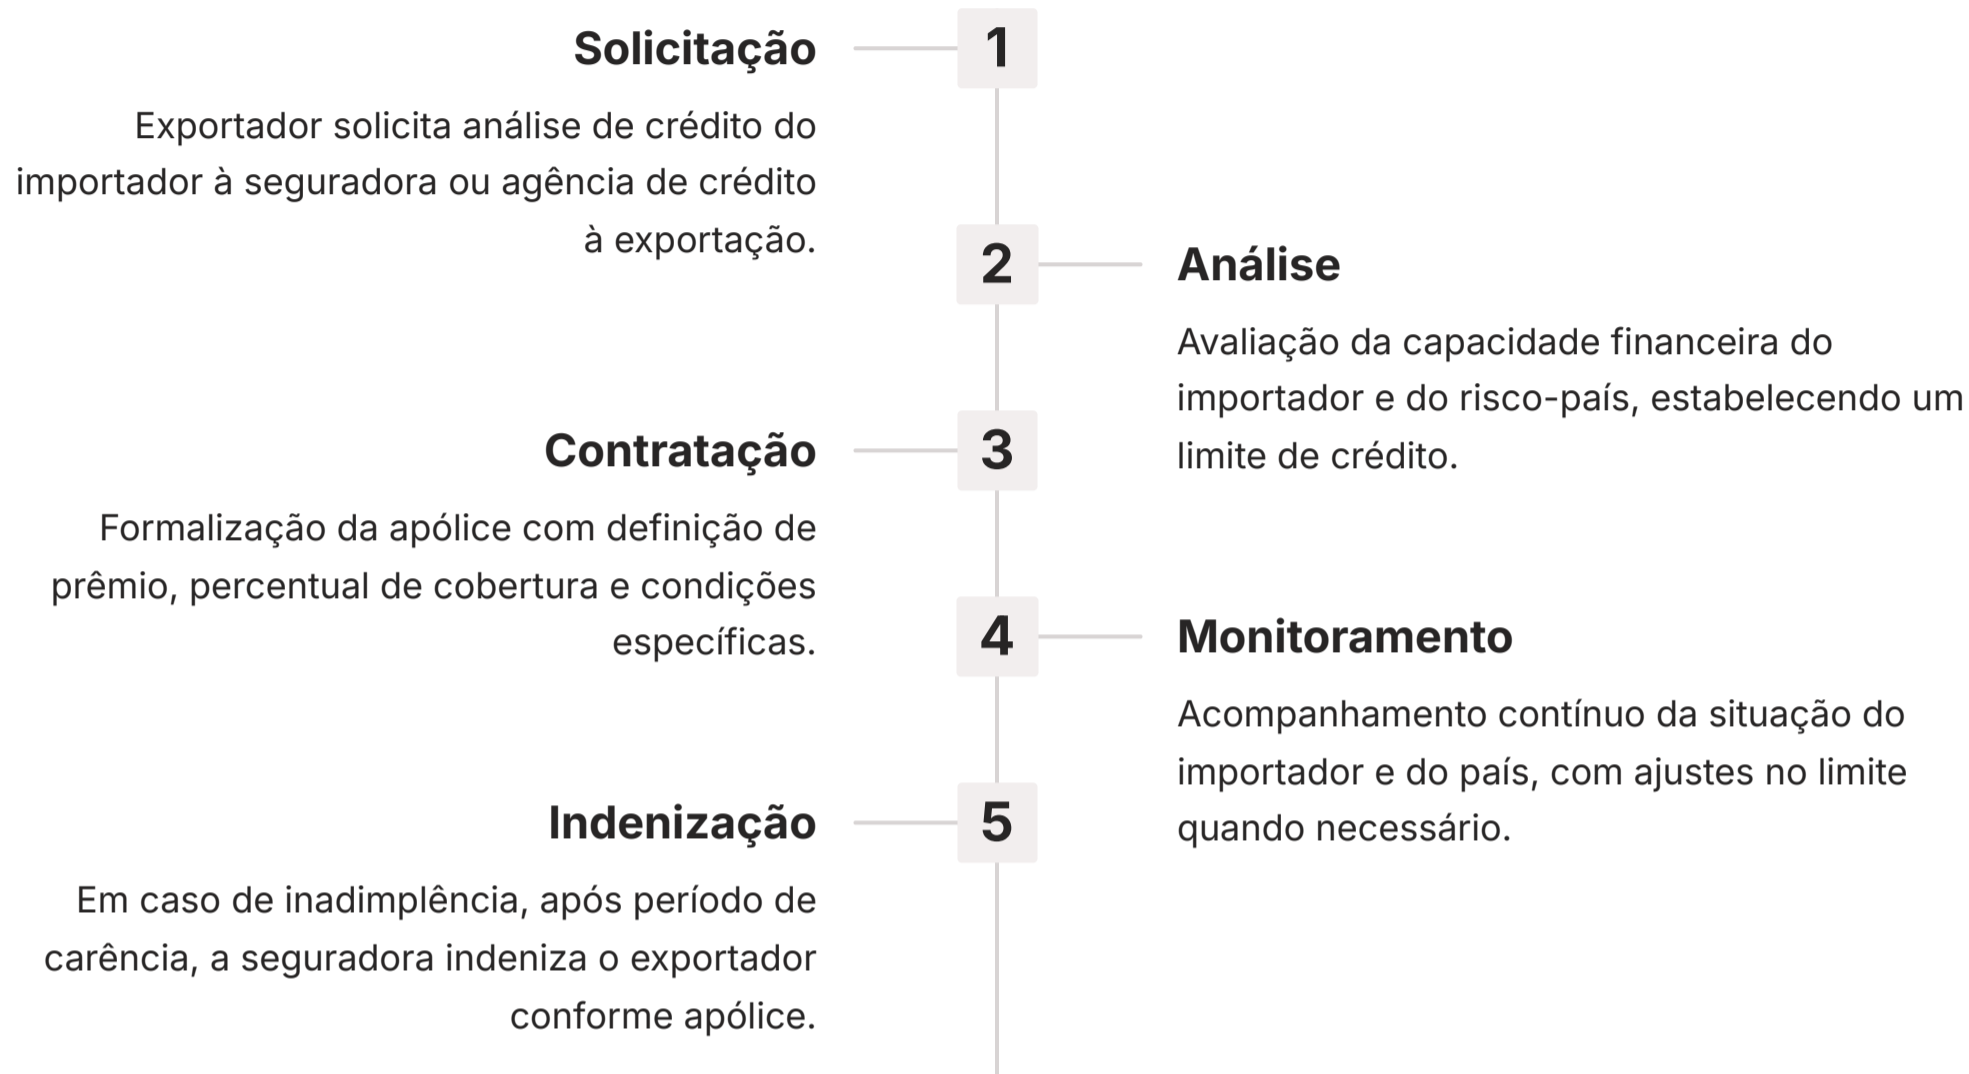 Solicitação
1
Exportador solicita análise de crédito do
importador à seguradora ou agência de crédito
à exportação.
2
Análise
Avaliação da capacidade financeira do
importador e do risco-país, estabelecendo um
limite de crédito.
Contratação
3
Formalização da apólice com definição de
prêmio, percentual de cobertura e condições
específicas.
4
Monitoramento
Acompanhamento contínuo da situação do
importador e do país, com ajustes no limite
quando necessário.
Indenização
5
Em caso de inadimplência, após período de
carência, a seguradora indeniza o exportador
conforme apólice.